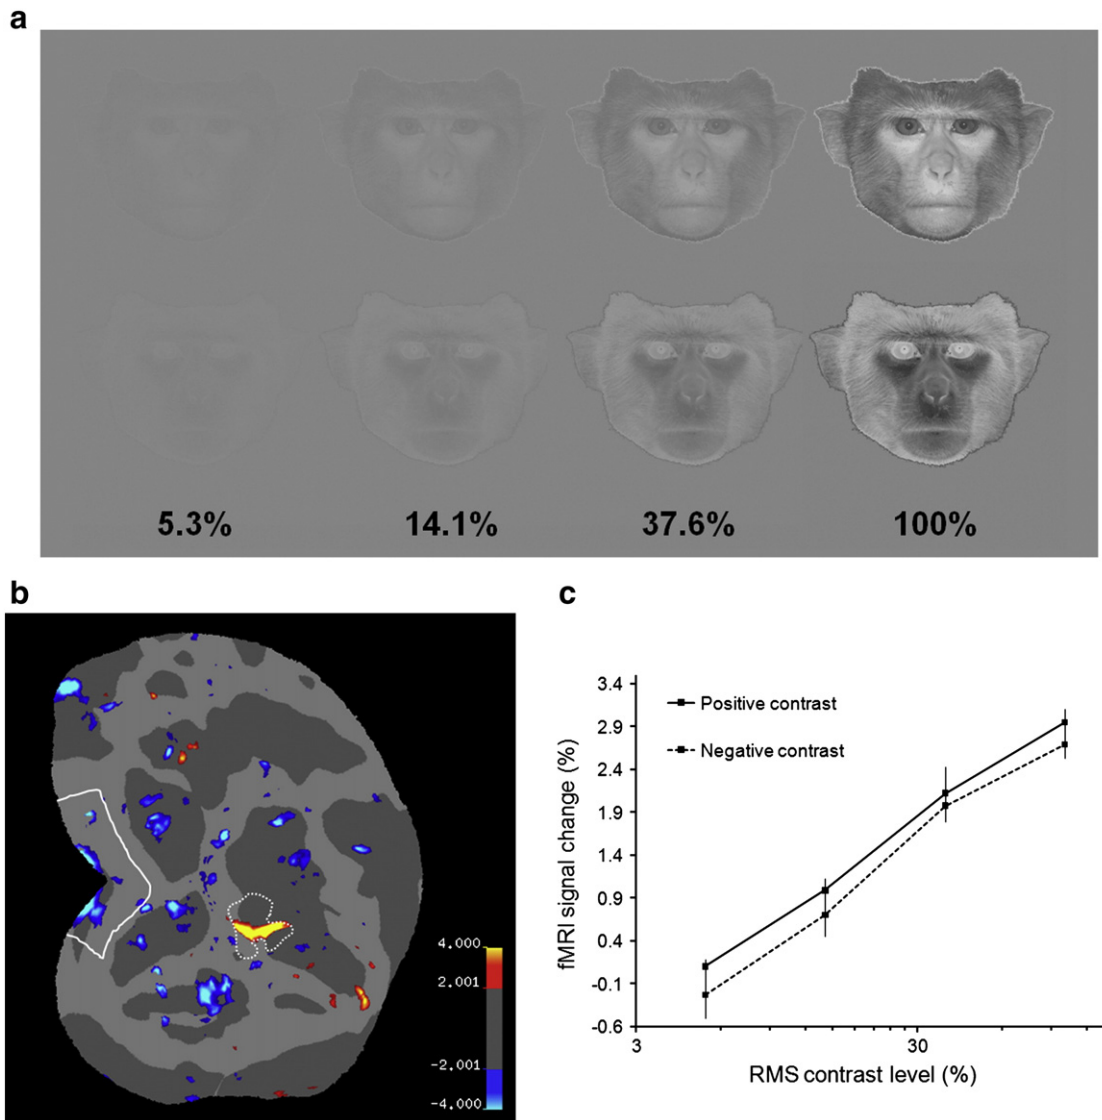 a
5.3% 14.1% 37.6% 100%
b
4.000
2.001
-2.001
-4.000
c
3.4
2.9
2.4
1.9
1.4
0.9
0.4
-0.1
-0.6
fMRI signal change (%)
Positive contrast
Negative contrast
3 30
RMS contrast level (%)